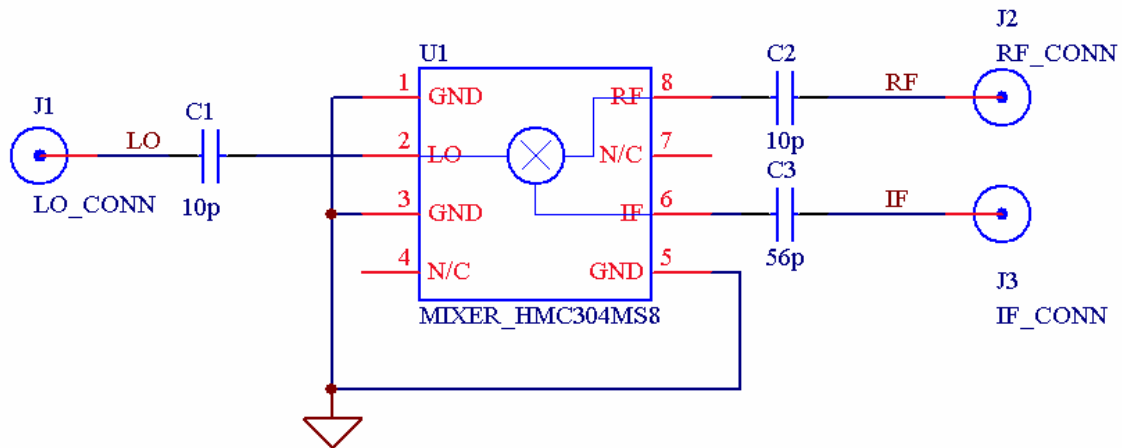 J2
RF_CONN
U1
C2
1
GND
RF
8
RF
J1
C1
10p
LO
2
LO
N/C
7
C3
LO_CONN
10p
3
GND
IF
6
IF
4
N/C
GND
5
56p
J3
MIXER_HMC304MS8
IF_CONN